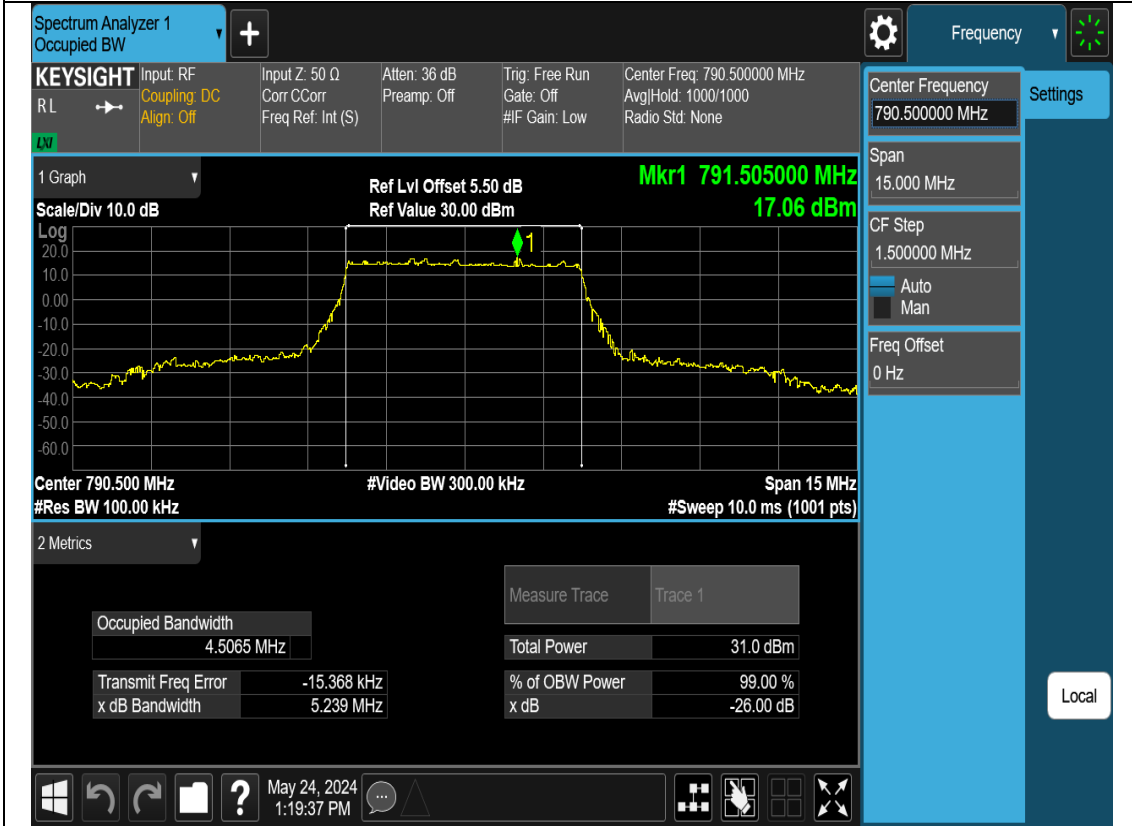 Spectrum Analyzer 1
Occupied BW
+
Frequency
KEYSIGHT
R L
LXI
Input: RF
Coupling: DC
Align: Off
Input Z: 50 Ω
Corr CCorr
Freq Ref: Int (S)
Atten: 36 dB
Preamp: Off
Trig: Free Run
Gate: Off
#IF Gain: Low
Center Freq: 790.500000 MHz
Avg|Hold: 1000/1000
Radio Std: None
Center Frequency
790.500000 MHz
Settings
Span
15.000 MHz
CF Step
1.500000 MHz
Auto
Man
Freq Offset
0 Hz
Local
1 Graph
Scale/Div 10.0 dB
Ref Lvl Offset 5.50 dB
Ref Value 30.00 dBm
Mkr1 791.505000 MHz
17.06 dBm
Log
1
20.0
10.0
0.00
-10.0
-20.0
-30.0
-40.0
-50.0
-60.0
Center 790.500 MHz
#Video BW 300.00 kHz
Span 15 MHz
#Res BW 100.00 kHz
#Sweep 10.0 ms (1001 pts)
2 Metrics
Measure Trace Trace 1
Occupied Bandwidth
4.5065 MHz
Total Power 31.0 dBm
Transmit Freq Error -15.368 kHz
% of OBW Power 99.00 %
x dB Bandwidth 5.239 MHz
x dB -26.00 dB
?
May 24, 2024
1:19:37 PM